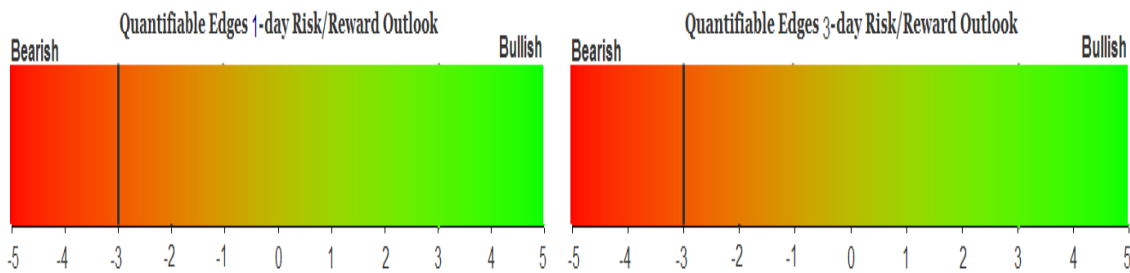 Quantifiable Edges 1-day Risk/Reward Outlook
Bearish
Bullish
-5 -4 -3 -2 -1 0 1 2 3 4 5
Quantifiable Edges 3-day Risk/Reward Outlook
Bearish
Bullish
-5 -4 -3 -2 -1 0 1 2 3 4 5